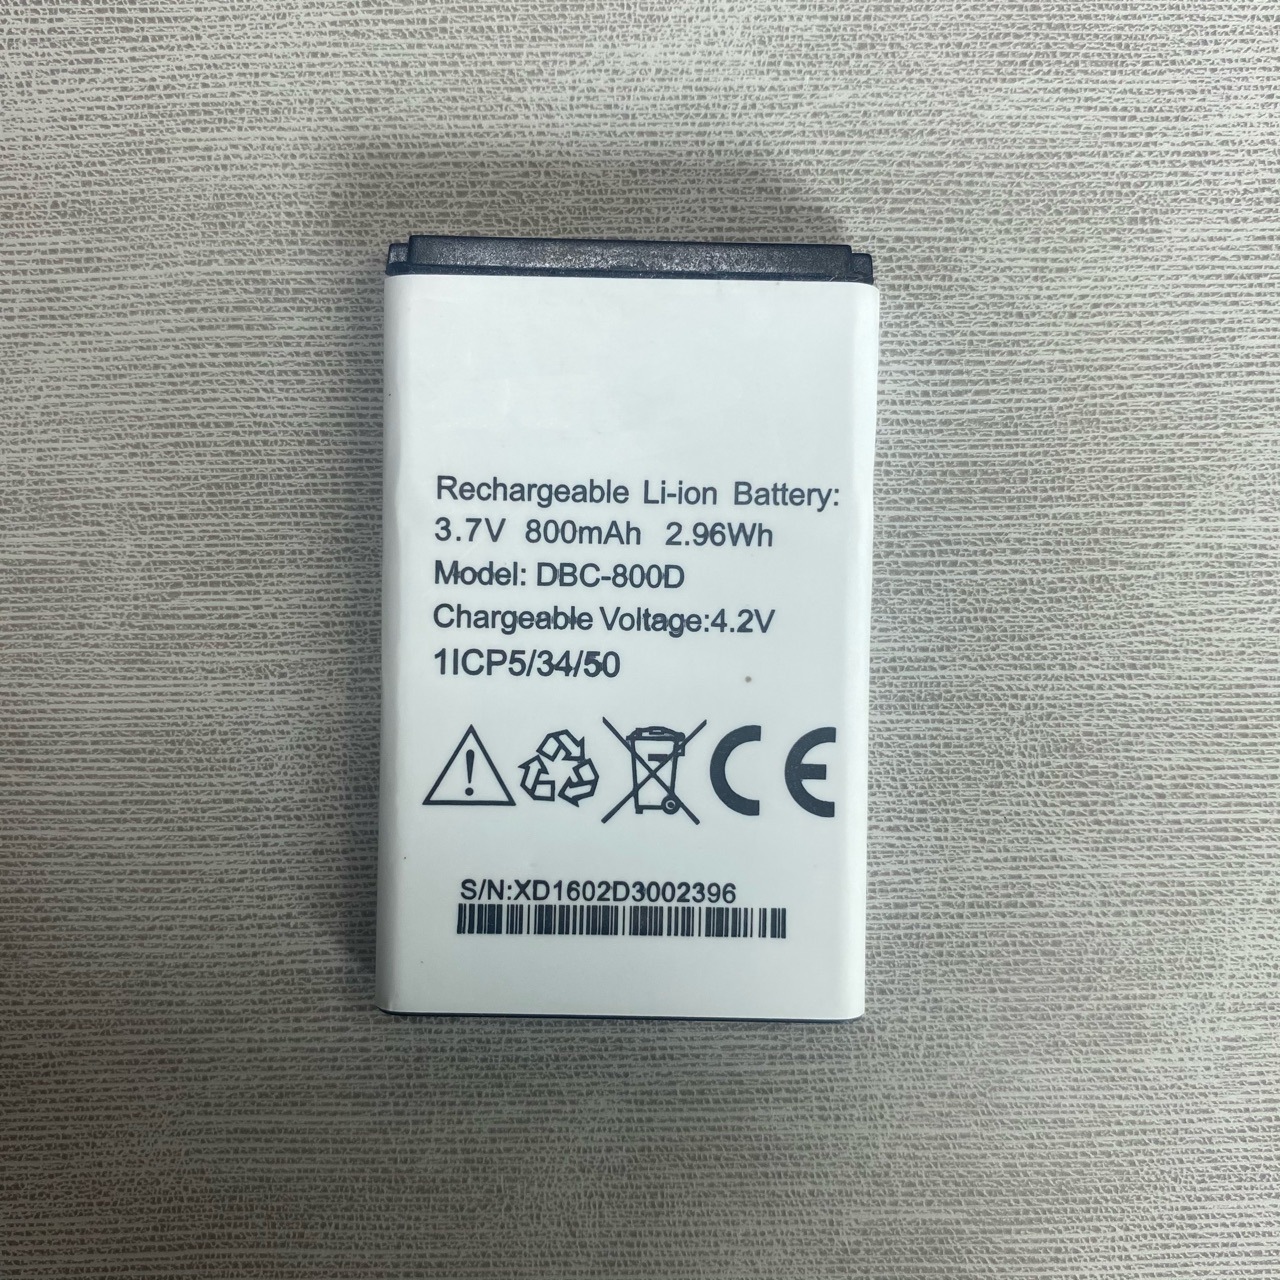 Rechargeable Li-ion Battery:
3.7V 800mAh 2.96Wh
Model: DBC-800D
Chargeable Voltage:4.2V
1ICP5/34/50
CE
S/N:XD1602D3002396